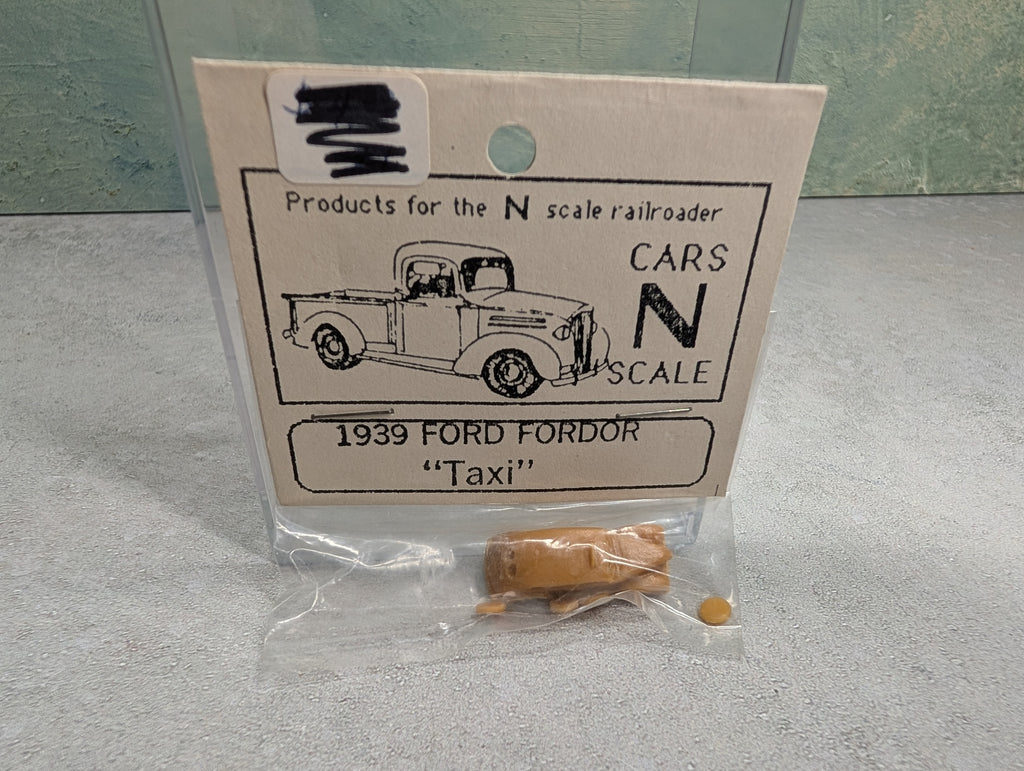 Products for the N scale railroader
CARS
N
SCALE
1939 FORD FORDOR
“Taxi”